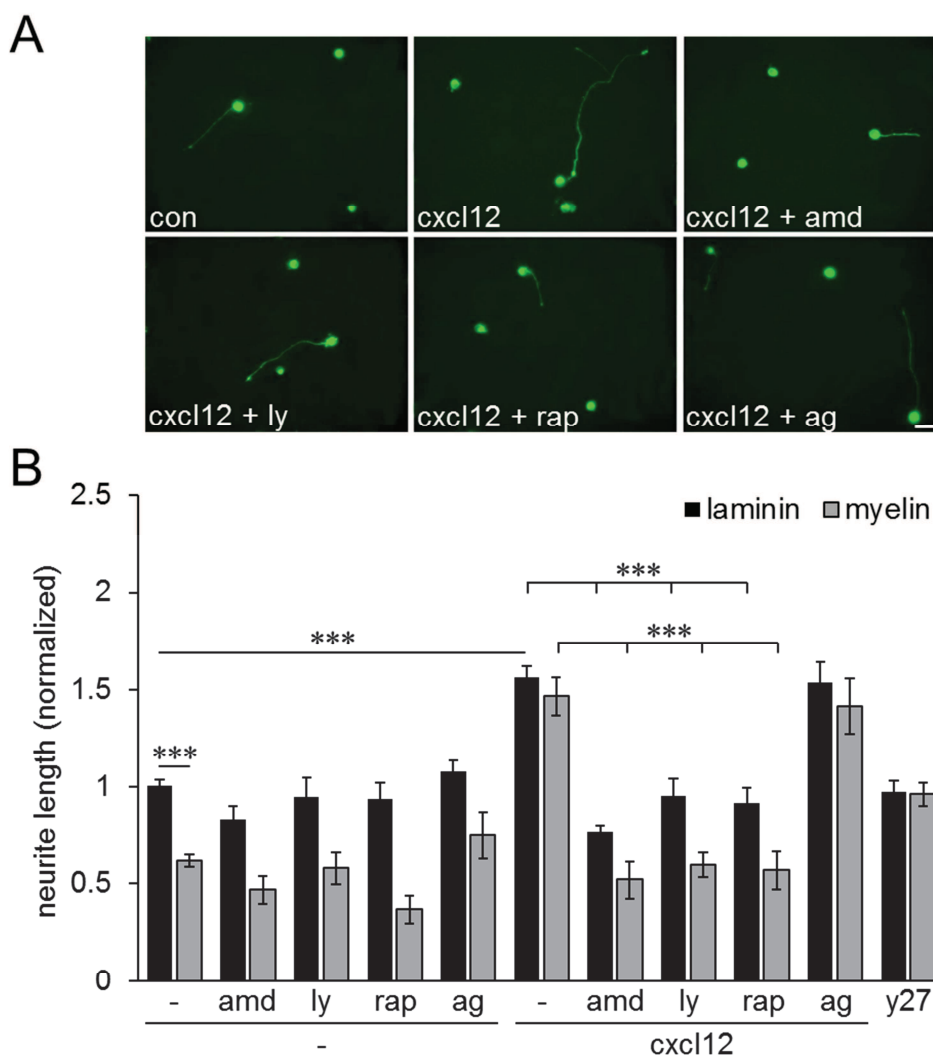 A
con
cxcl12
cxcl12 + amd
cxcl12 + ly
cxcl12 + rap
cxcl12 + ag
B
neurite length (normalized)
2.5
2
1.5
1
0.5
0
laminin myelin
***
***
***
***
- amd ly rap ag - amd ly rap ag y27
- cxcl12